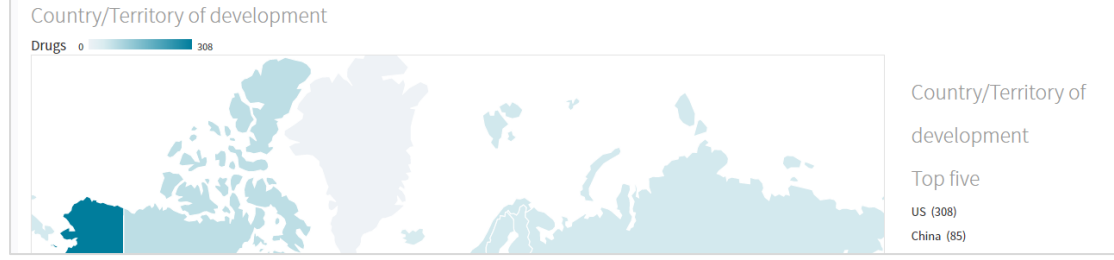 Country/Territory of development
Drugs 0 308
Country/Territory of
development
Top five
US (308)
China (85)